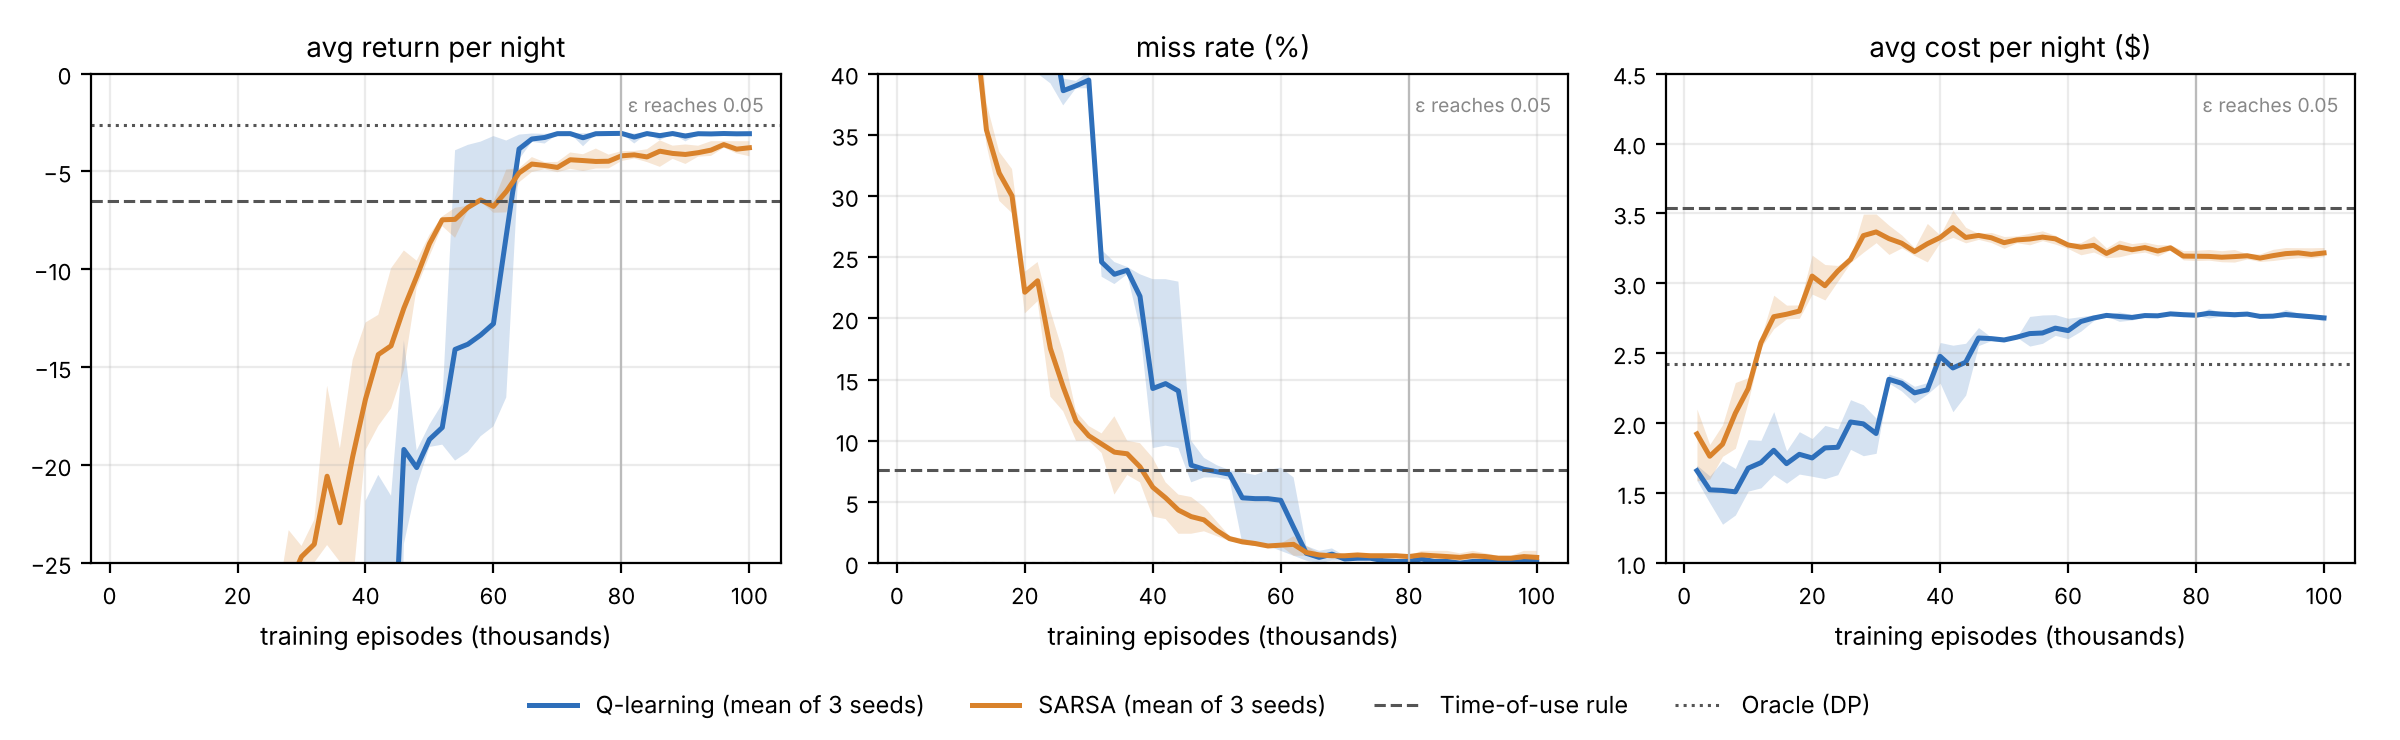 avg return per night
0
−5
−10
−15
−20
−25
ε reaches 0.05
0 20 40 60 80 100
training episodes (thousands)
miss rate (%)
40
35
30
25
20
15
10
5
0
ε reaches 0.05
0 20 40 60 80 100
training episodes (thousands)
avg cost per night ($)
4.5
4.0
3.5
3.0
2.5
2.0
1.5
1.0
ε reaches 0.05
0 20 40 60 80 100
training episodes (thousands)
Q-learning (mean of 3 seeds) SARSA (mean of 3 seeds) Time-of-use rule Oracle (DP)